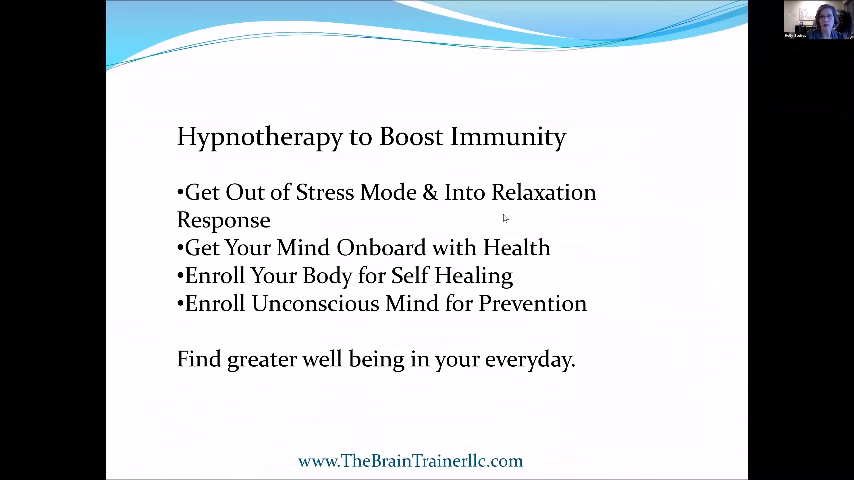 Hypnotherapy to Boost Immunity
•Get Out of Stress Mode & Into Relaxation
Response
•Get Your Mind Onboard with Health
•Enroll Your Body for Self Healing
•Enroll Unconscious Mind for Prevention
Find greater well being in your everyday.
www.TheBrainTrainerllc.com